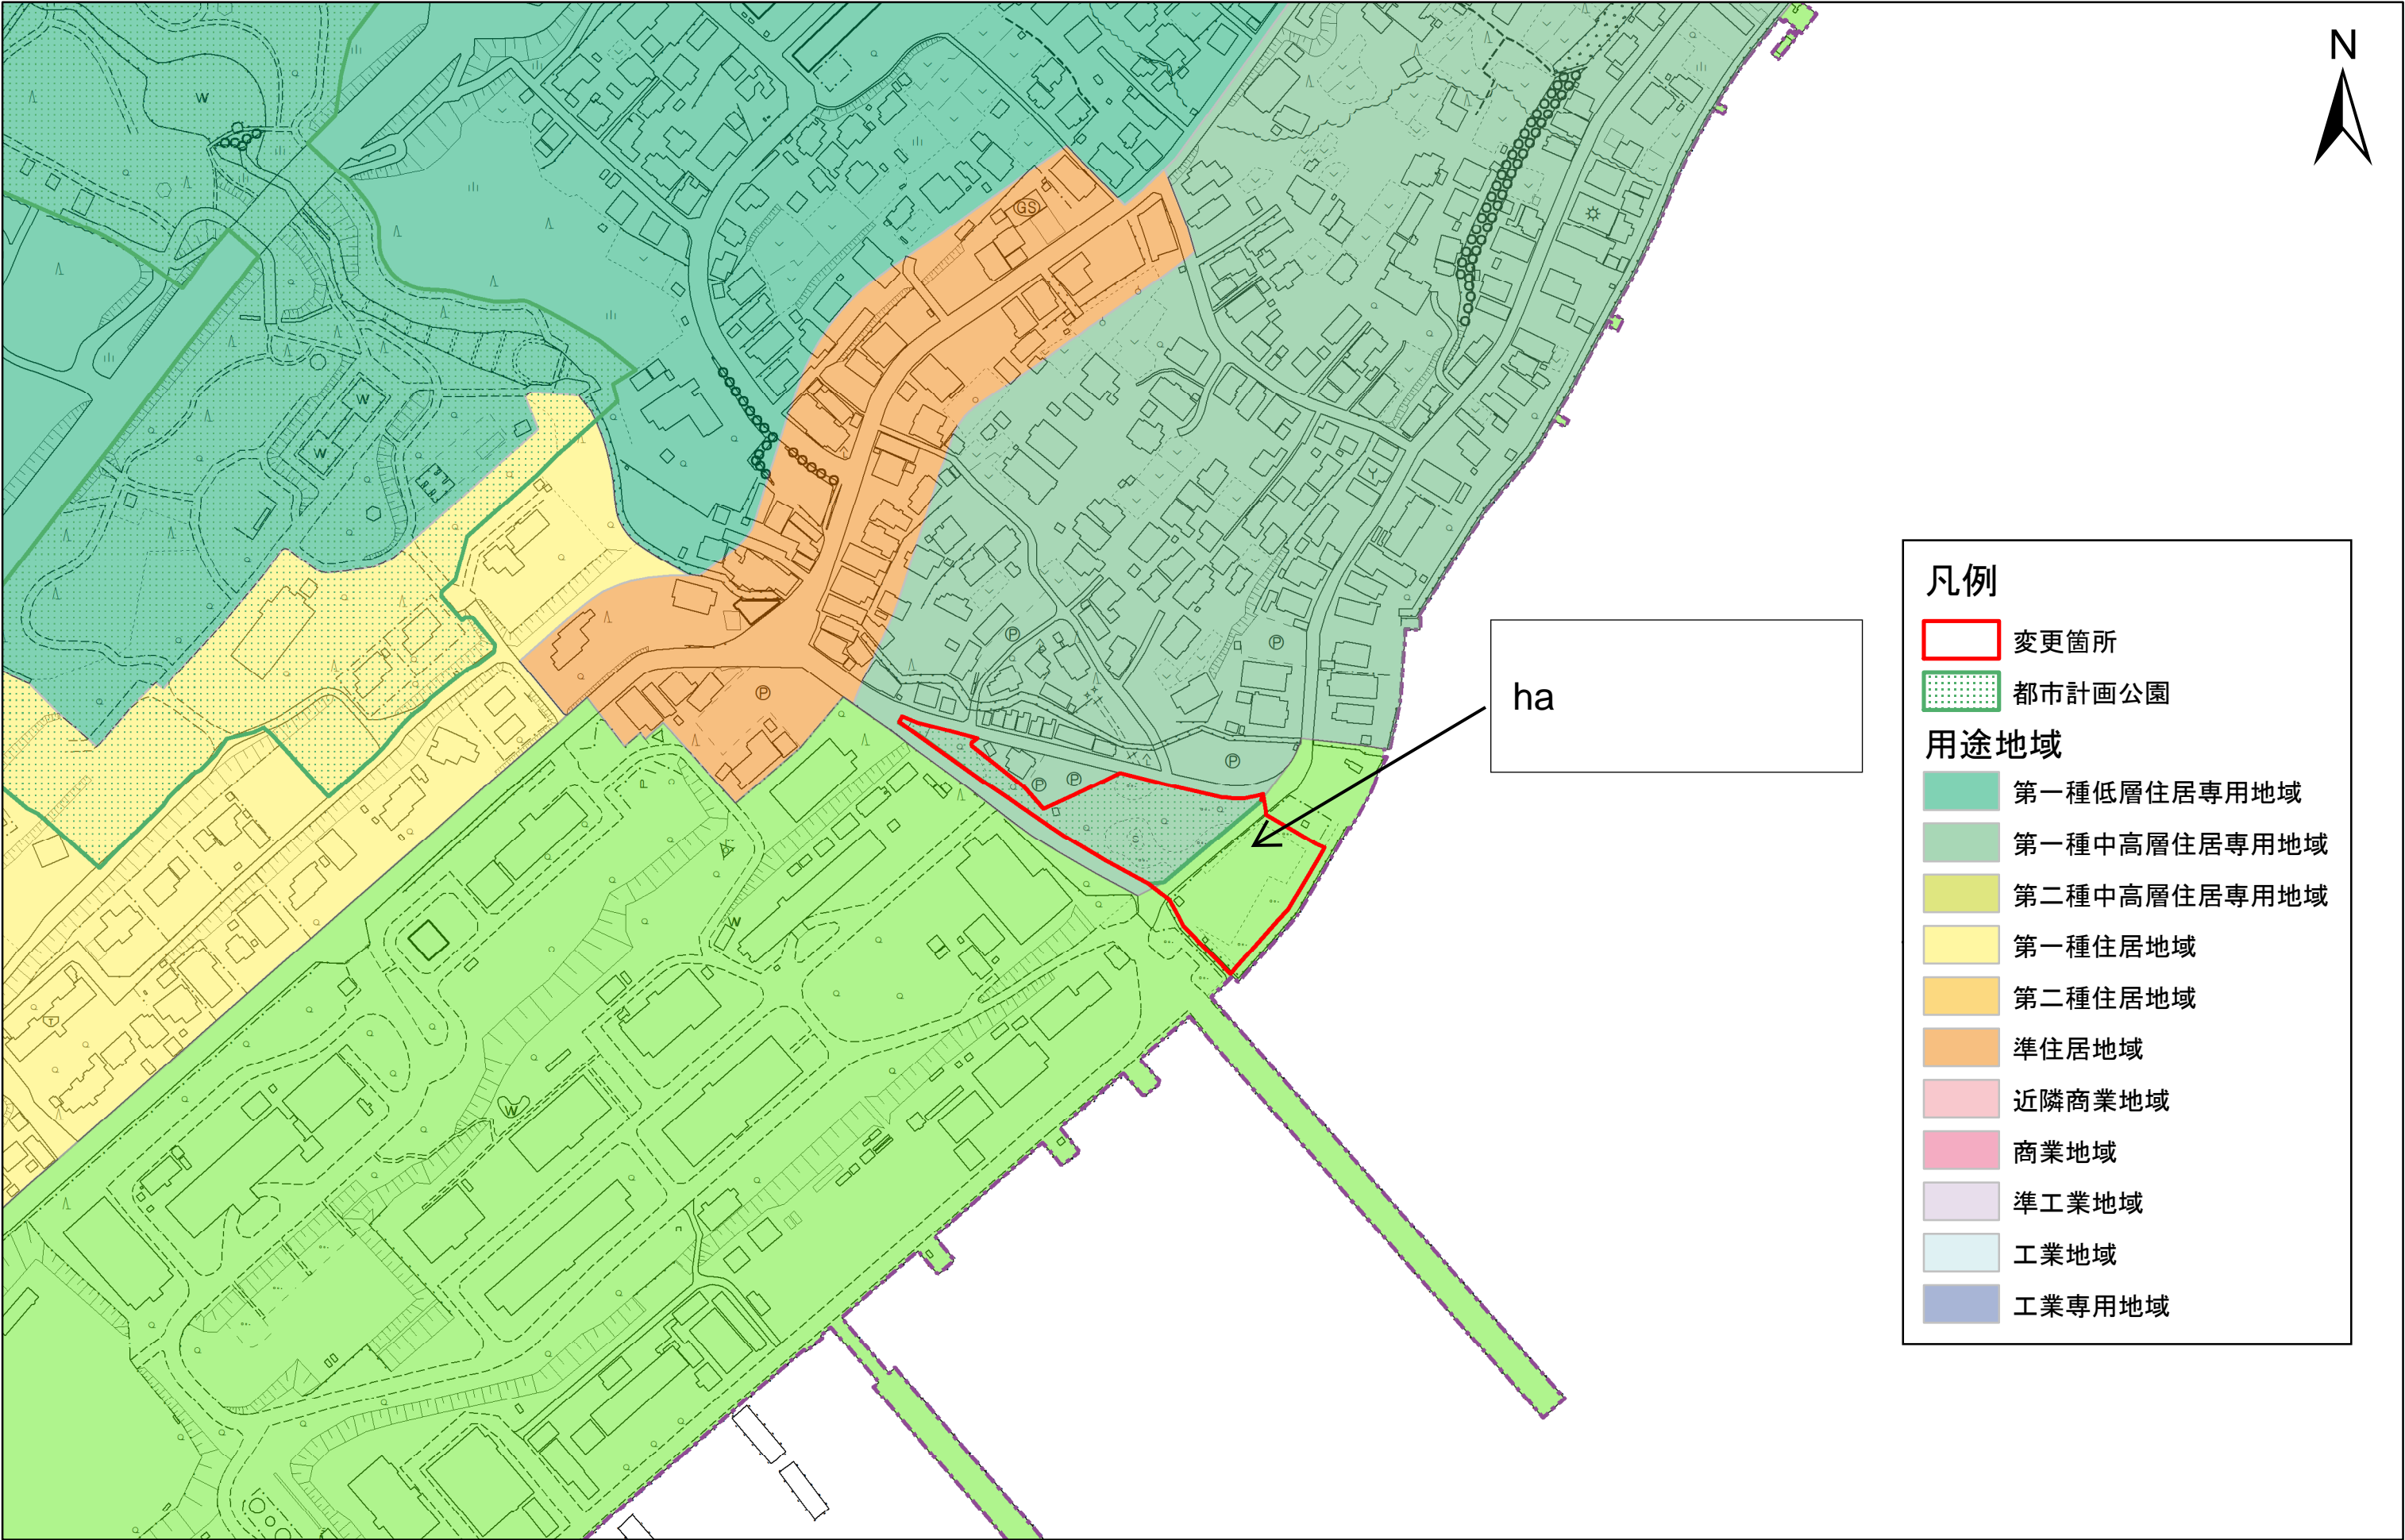 N
W
GS
W
W
P
P
P
ha
P
P
P
W
T
W
凡例
変更箇所
都市計画公園
用途地域
第一種低層住居専用地域
第一種中高層住居専用地域
第二種中高層住居専用地域
第一種住居地域
第二種住居地域
準住居地域
近隣商業地域
商業地域
準工業地域
工業地域
工業専用地域